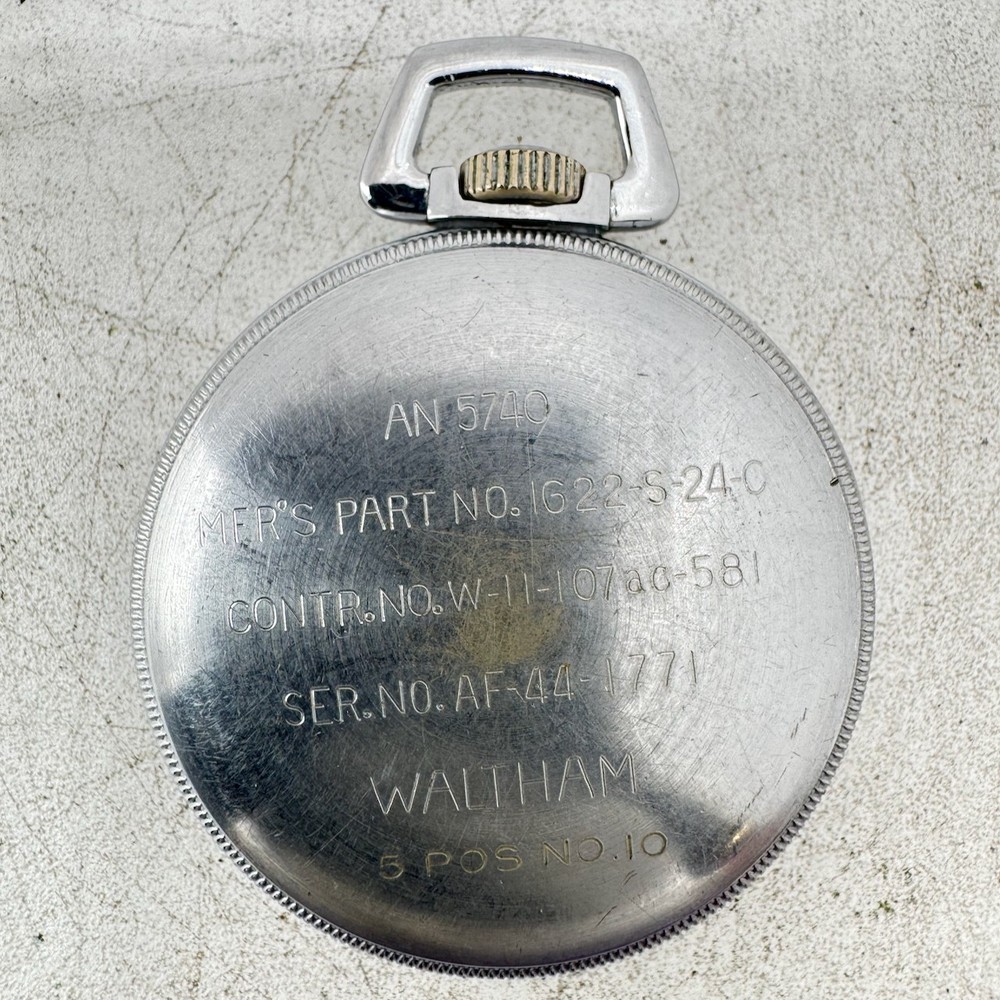 AN 5740
MFR'S PART NO. 1622-S-24-C
CONTR. NO. W-11-107ac-581
SER. NO. AF-44-1771
WALTHAM
5 POS NO. 10